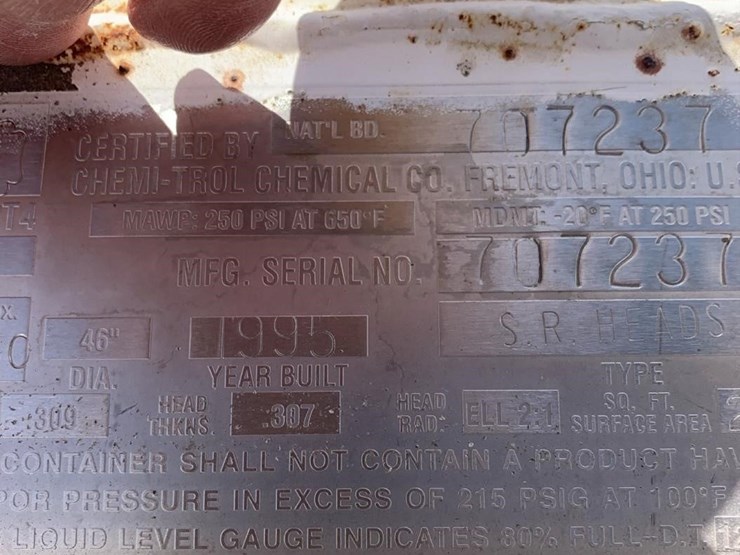 NAT'L BD. 707237
CERTIFIED BY
CHEMI-TROL CHEMICAL CO. FREMONT, OHIO: U.S
T4 MAWP: 250 PSI AT 650°F MDMT: -20°F AT 250 PSI
MFG. SERIAL NO. 707237
X. 46" 1995 S.R. HEADS
DIA. YEAR BUILT TYPE
.309 HEAD THKNS. .307 HEAD RAD: ELL 2:1 SQ. FT. SURFACE AREA 2
CONTAINER SHALL NOT CONTAIN A PRODUCT HAV
POR PRESSURE IN EXCESS OF 215 PSIG AT 100°F
LIQUID LEVEL GAUGE INDICATES 80% FULL-D.T.